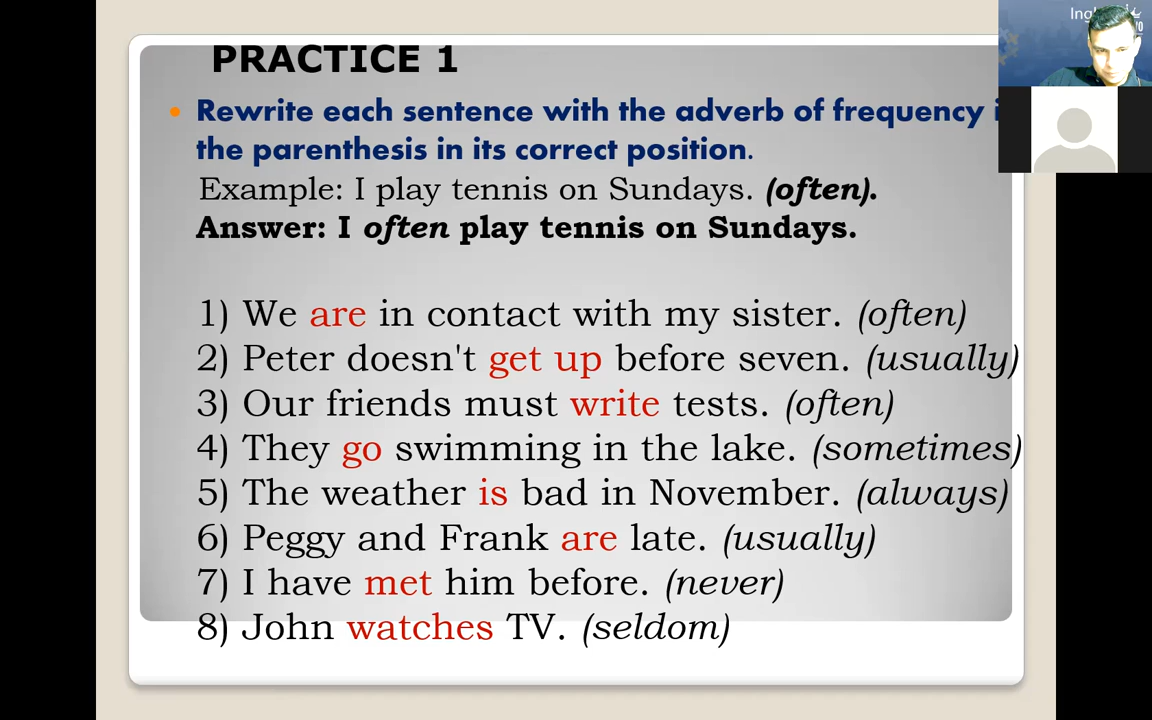 PRACTICE 1
Rewrite each sentence with the adverb of frequency
the parenthesis in its correct position.
Example: I play tennis on Sundays. (often).
Answer: I often play tennis on Sundays.
1) We are in contact with my sister. (often)
2) Peter doesn't get up before seven. (usually)
3) Our friends must write tests. (often)
4) They go swimming in the lake. (sometimes)
5) The weather is bad in November. (always)
6) Peggy and Frank are late. (usually)
7) I have met him before. (never)
8) John watches TV. (seldom)